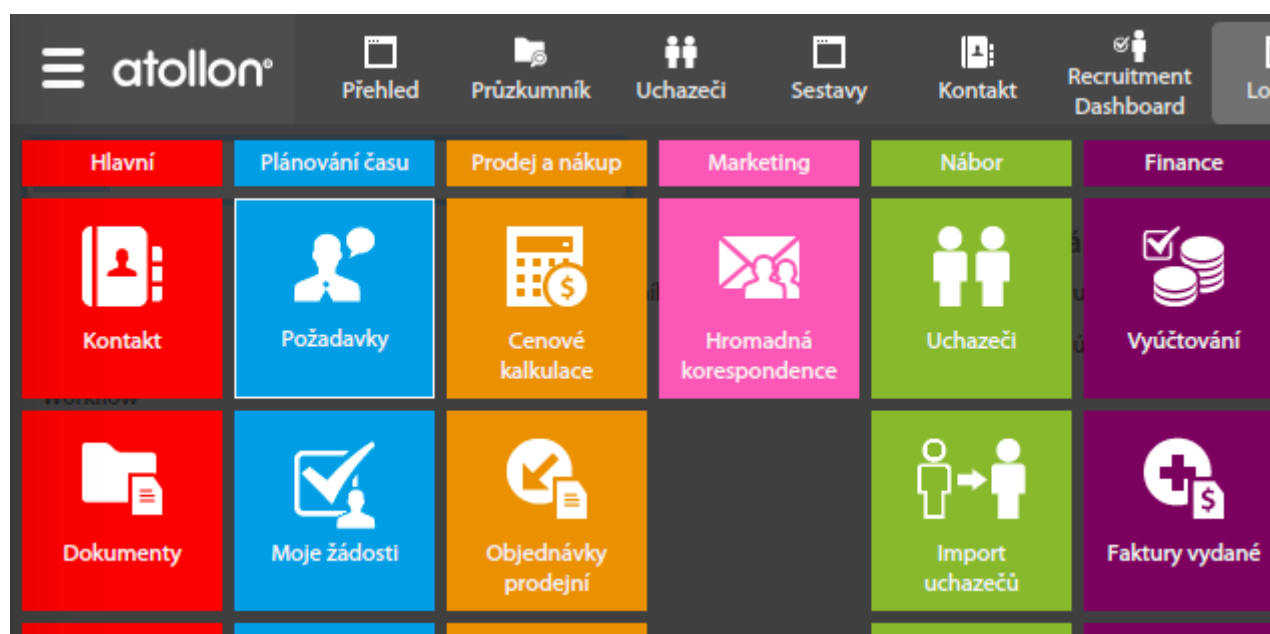 atollon
Přehled
Průzkumník
Uchazeči
Sestavy
Kontakt
Recruitment
Dashboard
Hlavní
Plánování času
Prodej a nákup
Marketing
Nábor
Finance
Kontakt
Požadavky
Cenové
kalkulace
Hromadná
korespondence
Uchazeči
Vyúčtování
Workflow
Dokumenty
Moje žádosti
Objednávky
prodejní
Import
uchazečů
Faktury vydané